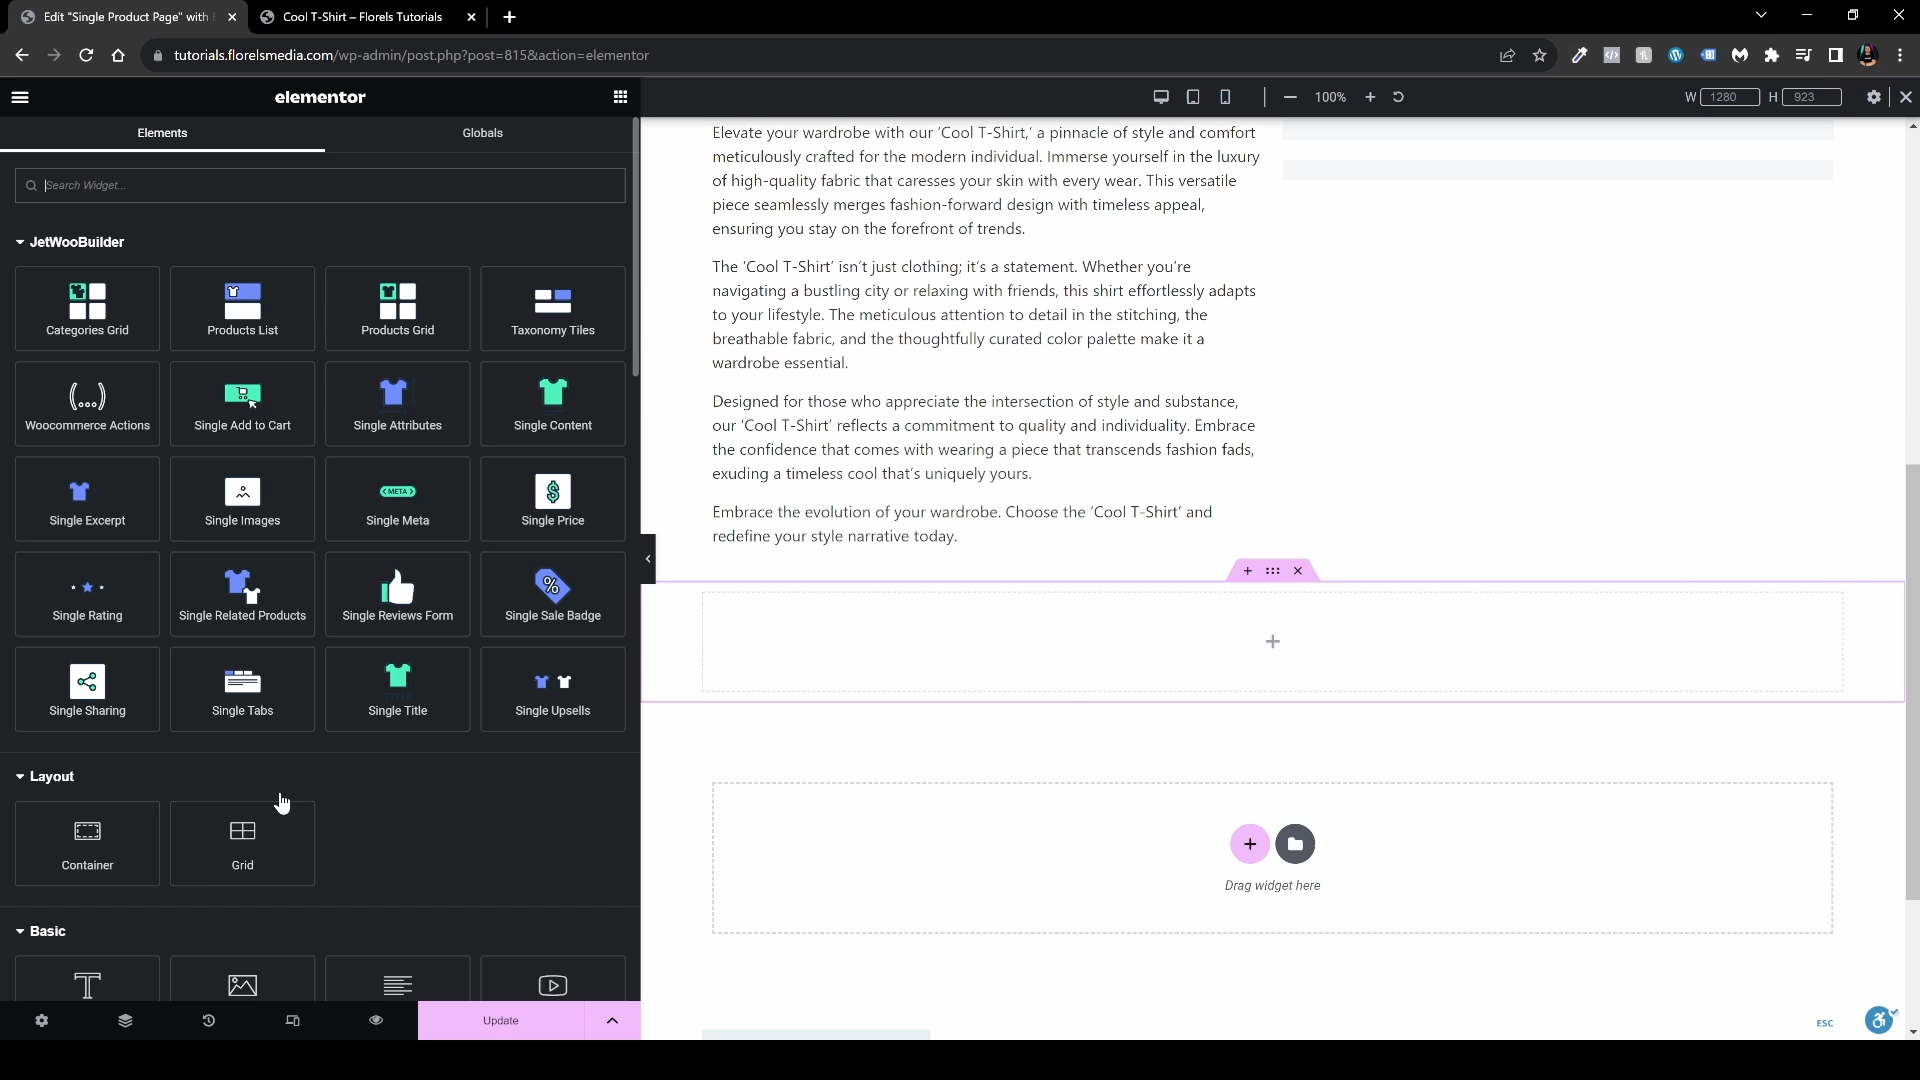 Edit "Single Product Page" with
Cool T-Shirt – Florels Tutorials
tutorials.florelsmedia.com/wp-admin/post.php?post=815&action=elementor
elementor
100%
W 1280 H 923
Elements
Globals
Search Widget...
JetWooBuilder
Categories Grid
Products List
Products Grid
Taxonomy Tiles
(...)
Woocommerce Actions
Single Add to Cart
Single Attributes
Single Content
Single Excerpt
Single Images
<META>
Single Meta
$
Single Price
Single Rating
Single Related Products
Single Reviews Form
%
Single Sale Badge
Single Sharing
Single Tabs
Single Title
Single Upsells
Layout
Container
Grid
Basic
Update
Elevate your wardrobe with our ‘Cool T-Shirt,’ a pinnacle of style and comfort
meticulously crafted for the modern individual. Immerse yourself in the luxury
of high-quality fabric that caresses your skin with every wear. This versatile
piece seamlessly merges fashion-forward design with timeless appeal,
ensuring you stay on the forefront of trends.
The ‘Cool T-Shirt’ isn’t just clothing; it’s a statement. Whether you’re
navigating a bustling city or relaxing with friends, this shirt effortlessly adapts
to your lifestyle. The meticulous attention to detail in the stitching, the
breathable fabric, and the thoughtfully curated color palette make it a
wardrobe essential.
Designed for those who appreciate the intersection of style and substance,
our ‘Cool T-Shirt’ reflects a commitment to quality and individuality. Embrace
the confidence that comes with wearing a piece that transcends fashion fads,
exuding a timeless cool that’s uniquely yours.
Embrace the evolution of your wardrobe. Choose the ‘Cool T-Shirt’ and
redefine your style narrative today.
Drag widget here
ESC